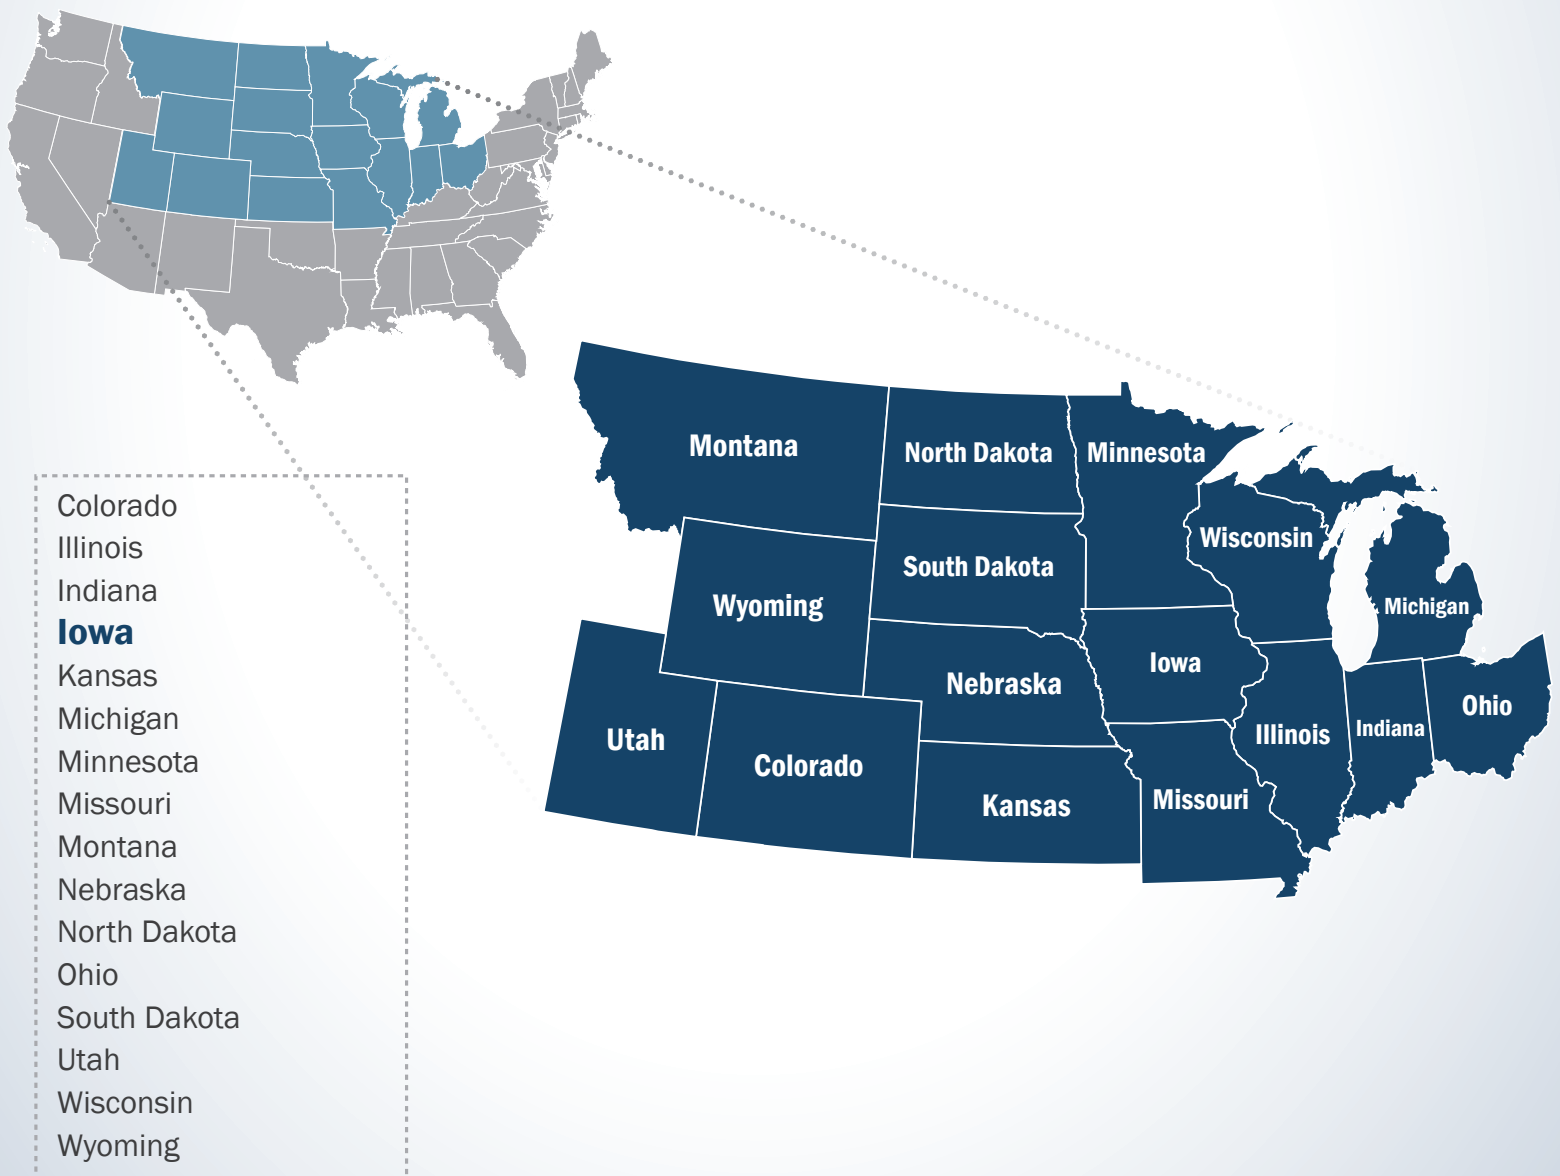 Montana
North Dakota
Minnesota
Wisconsin
South Dakota
Wyoming
Michigan
Iowa
Nebraska
Ohio
Utah
Illinois
Indiana
Colorado
Kansas
Missouri
Colorado
Illinois
Indiana
Iowa
Kansas
Michigan
Minnesota
Missouri
Montana
Nebraska
North Dakota
Ohio
South Dakota
Utah
Wisconsin
Wyoming